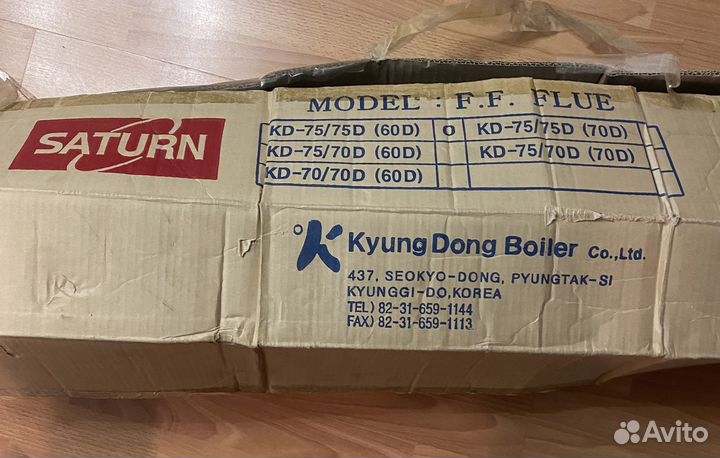 SATURN
MODEL : F.F. FLUE
KD-75/75D (60D) O KD-75/75D (70D)
KD-75/70D (60D) KD-75/70D (70D)
KD-70/70D (60D)
KyungDong Boiler Co.,Ltd.
437, SEOKYO-DONG, PYUNGTAK-SI
KYUNGGI-DO,KOREA
TEL) 82-31-659-1144
FAX) 82-31-659-1113
Avito